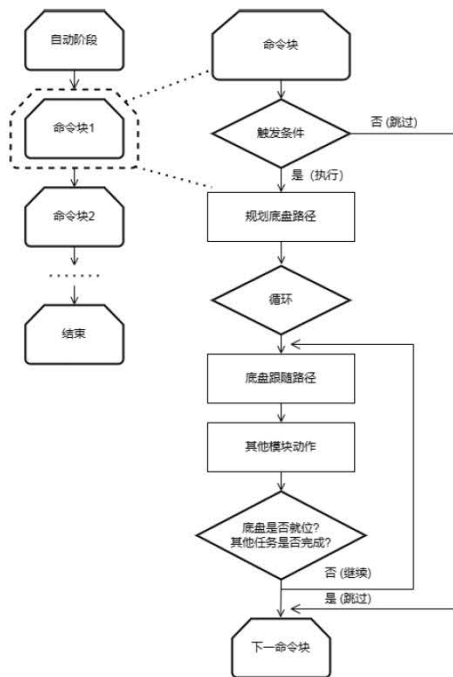 自动阶段
命令块1
命令块2
结束
命令块
触发条件
否 (跳过)
是（执行）
规划底盘路径
循环
底盘跟随路径
其他模块动作
底盘是否就位?
其他任务是否完成?
否 (继续)
是 (跳过)
下一命令块